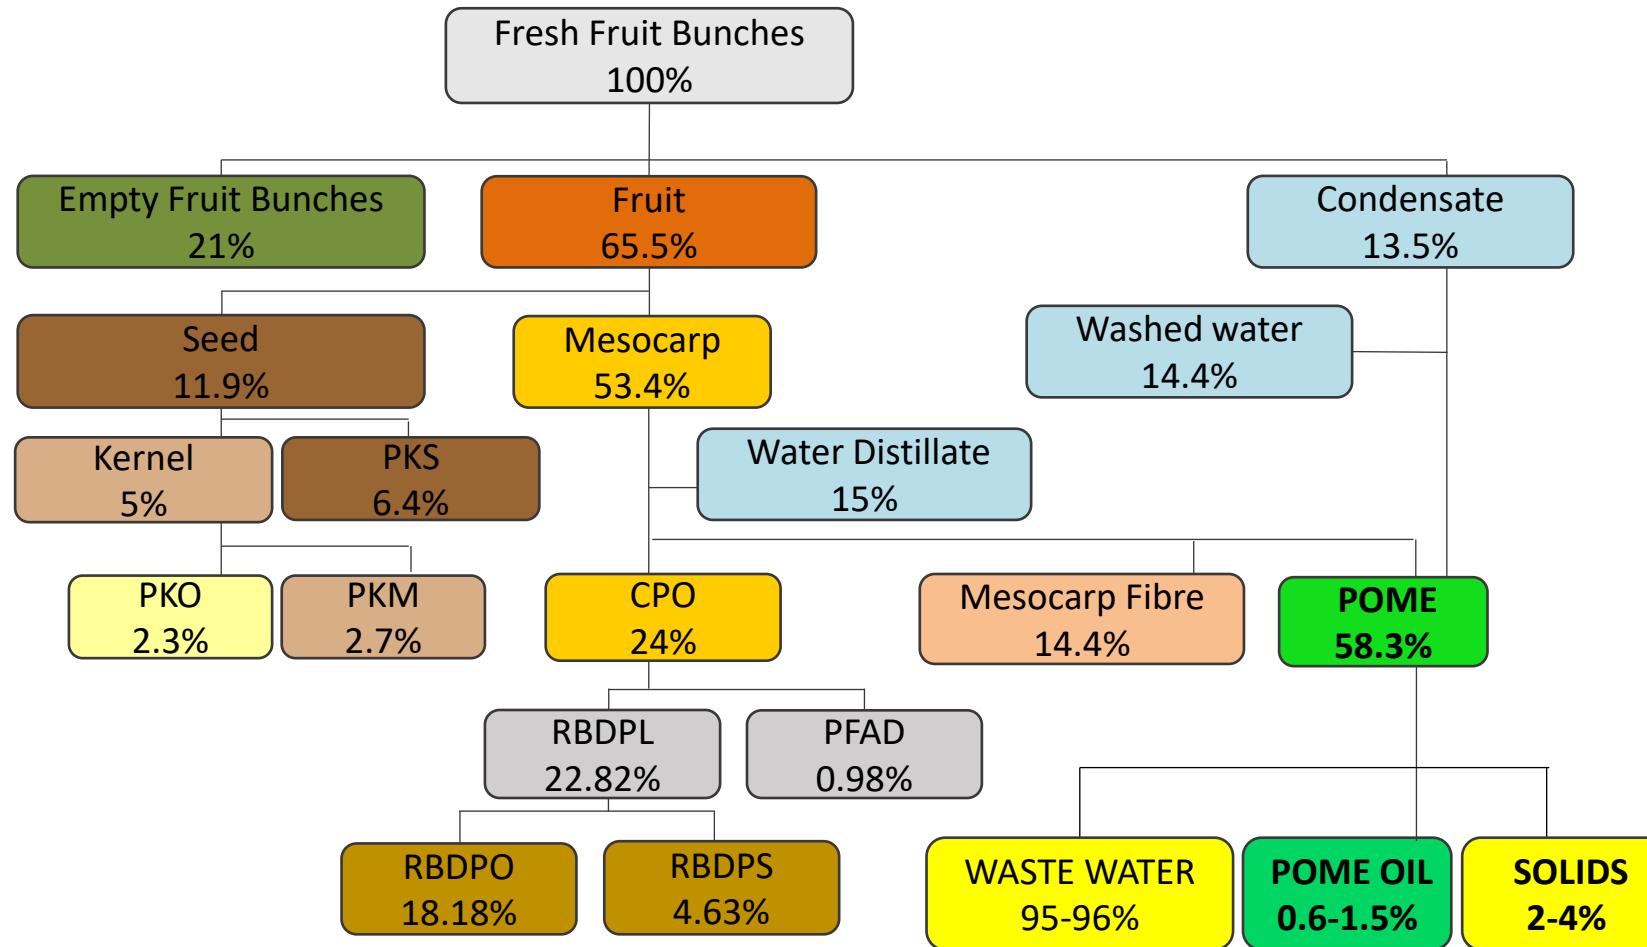 Fresh Fruit Bunches
100%
Empty Fruit Bunches
21%
Fruit
65.5%
Condensate
13.5%
Seed
11.9%
Mesocarp
53.4%
Washed water
14.4%
Kernel
5%
PKS
6.4%
Water Distillate
15%
PKO
2.3%
PKM
2.7%
CPO
24%
Mesocarp Fibre
14.4%
POME
58.3%
RBDPL
22.82%
PFAD
0.98%
RBDPO
18.18%
RBDPS
4.63%
WASTE WATER
95-96%
POME OIL
0.6-1.5%
SOLIDS
2-4%